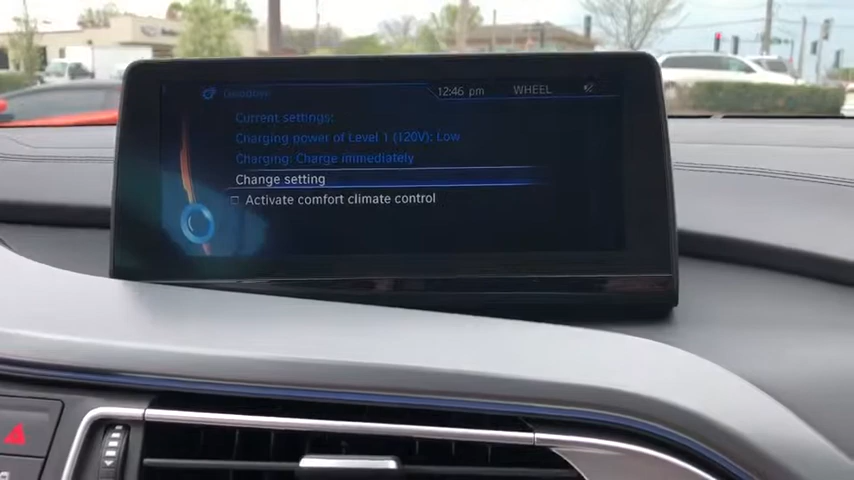 Goodbye
12:46 pm
WHEEL
Current settings:
Charging power of Level 1 (120V): Low
Charging: Charge immediately
Change setting
Activate comfort climate control